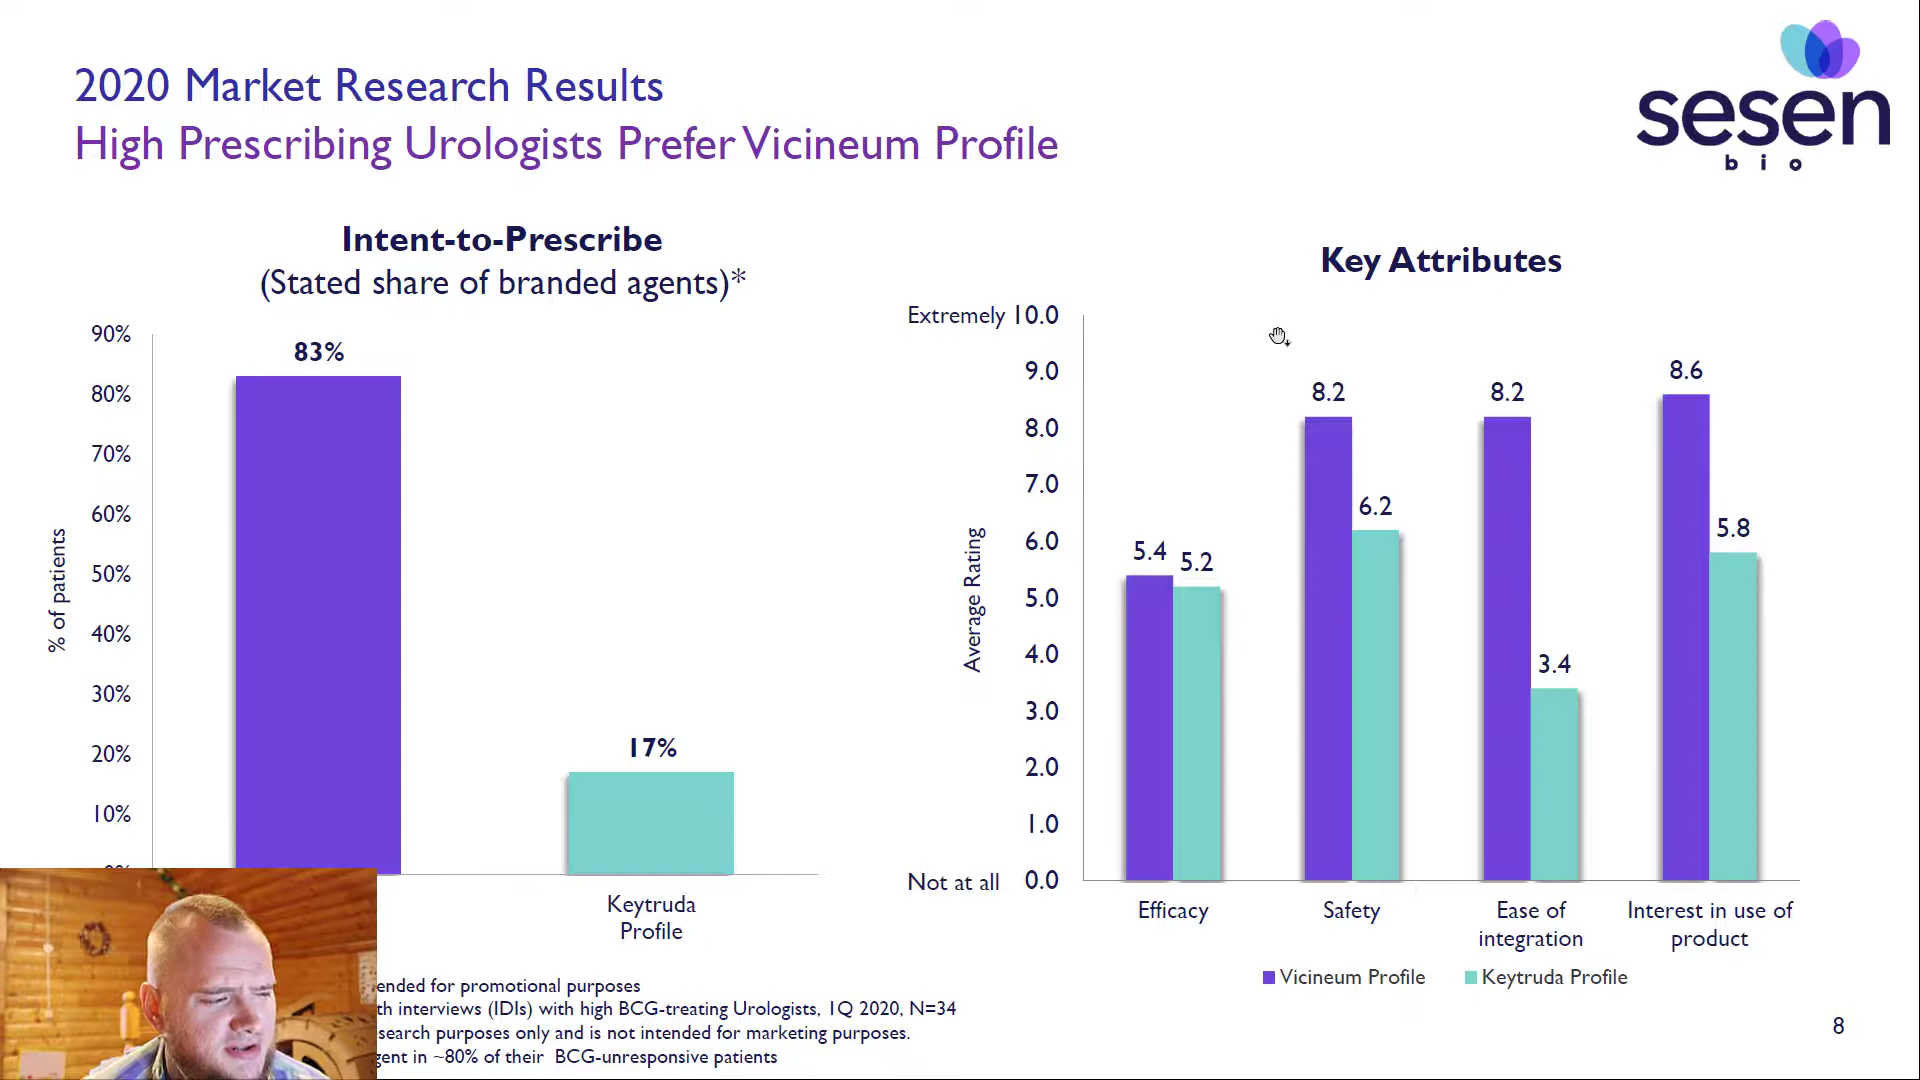 2020 Market Research Results
High Prescribing Urologists Prefer Vicineum Profile
sesen
bio
Intent-to-Prescribe
(Stated share of branded agents)*
90%
80%
70%
60%
50%
40%
30%
20%
10%
% of patients
83%
17%
Keytruda
Profile
Key Attributes
Extremely 10.0
9.0
8.0
7.0
6.0
5.0
4.0
3.0
2.0
1.0
Not at all 0.0
Average Rating
5.4 5.2
8.2
6.2
8.2
3.4
8.6
5.8
Efficacy
Safety
Ease of
integration
Interest in use of
product
Vicineum Profile Keytruda Profile
ended for promotional purposes
th interviews (IDIs) with high BCG-treating Urologists, 1Q 2020, N=34
search purposes only and is not intended for marketing purposes.
gent in ~80% of their BCG-unresponsive patients
8